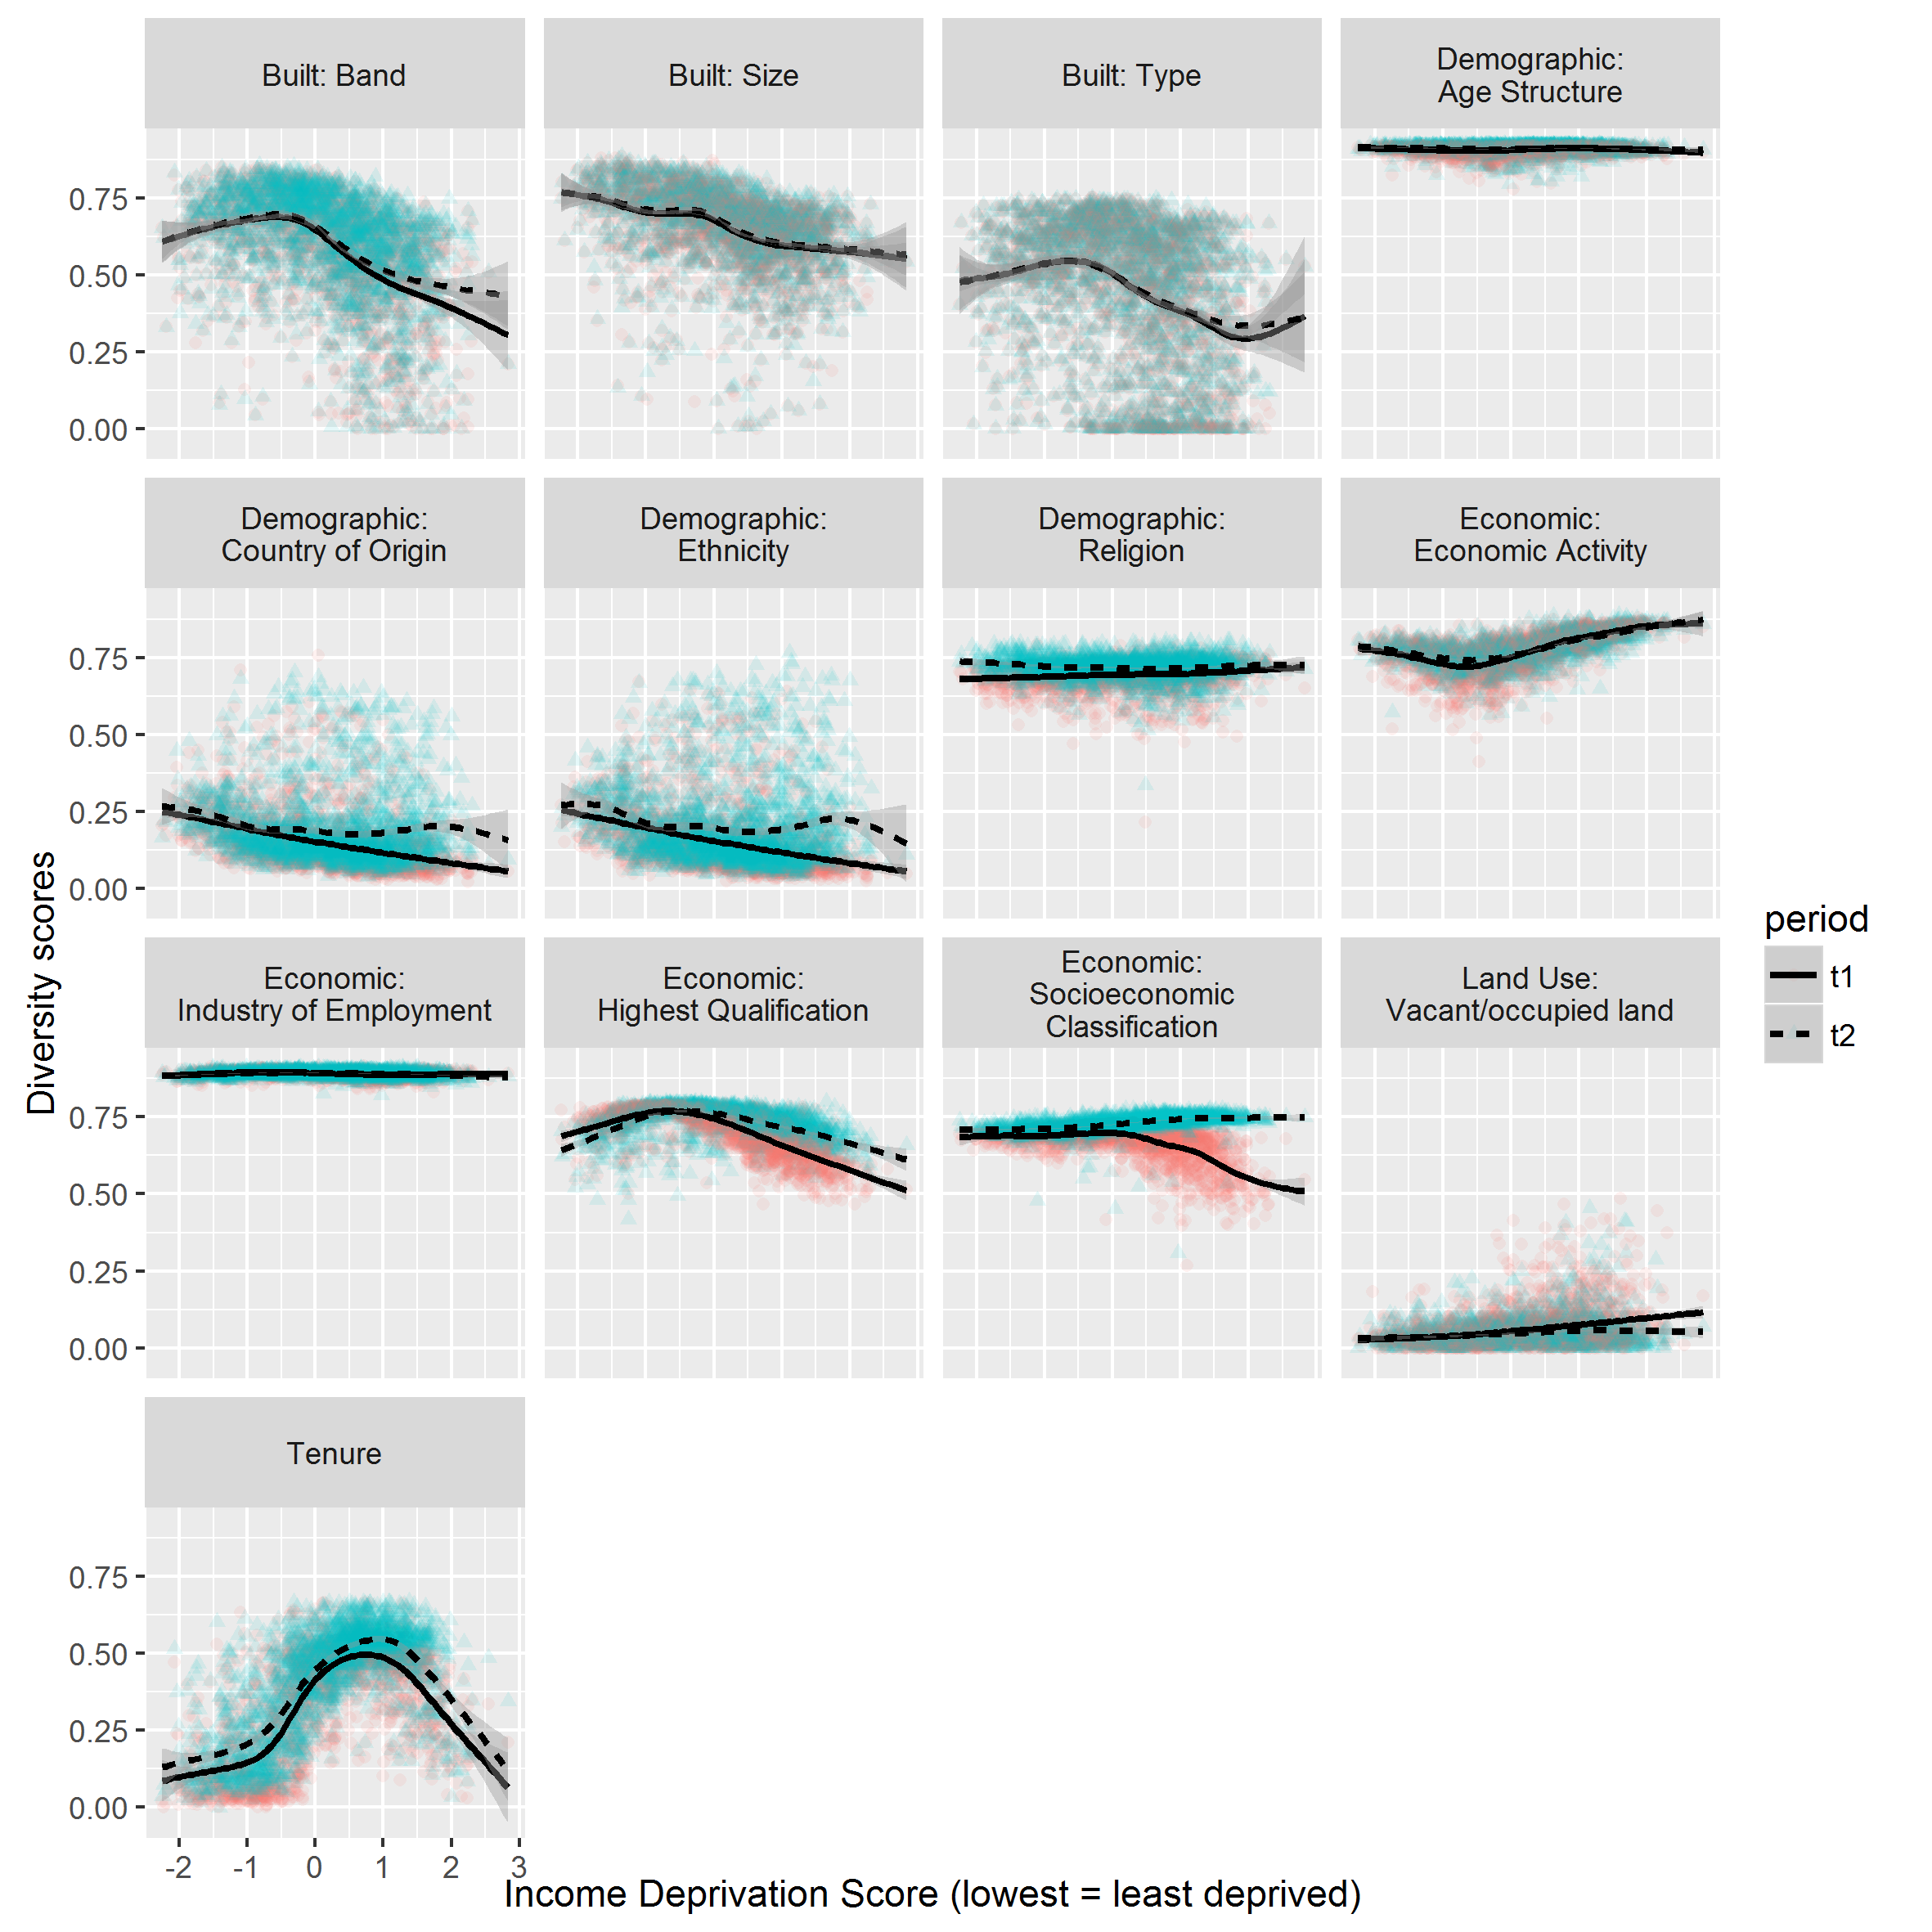 Built: Band
Built: Size
Built: Type
Demographic:
Age Structure
0.75
0.50
0.25
0.00
Demographic:
Country of Origin
Demographic:
Ethnicity
Demographic:
Religion
Economic:
Economic Activity
0.75
0.50
0.25
0.00
Economic:
Industry of Employment
Economic:
Highest Qualification
Economic:
Socioeconomic
Classification
Land Use:
Vacant/occupied land
0.75
0.50
0.25
0.00
Tenure
0.75
0.50
0.25
0.00
-2 -1 0 1 2 3
Income Deprivation Score (lowest = least deprived)
Diversity scores
period
t1
t2